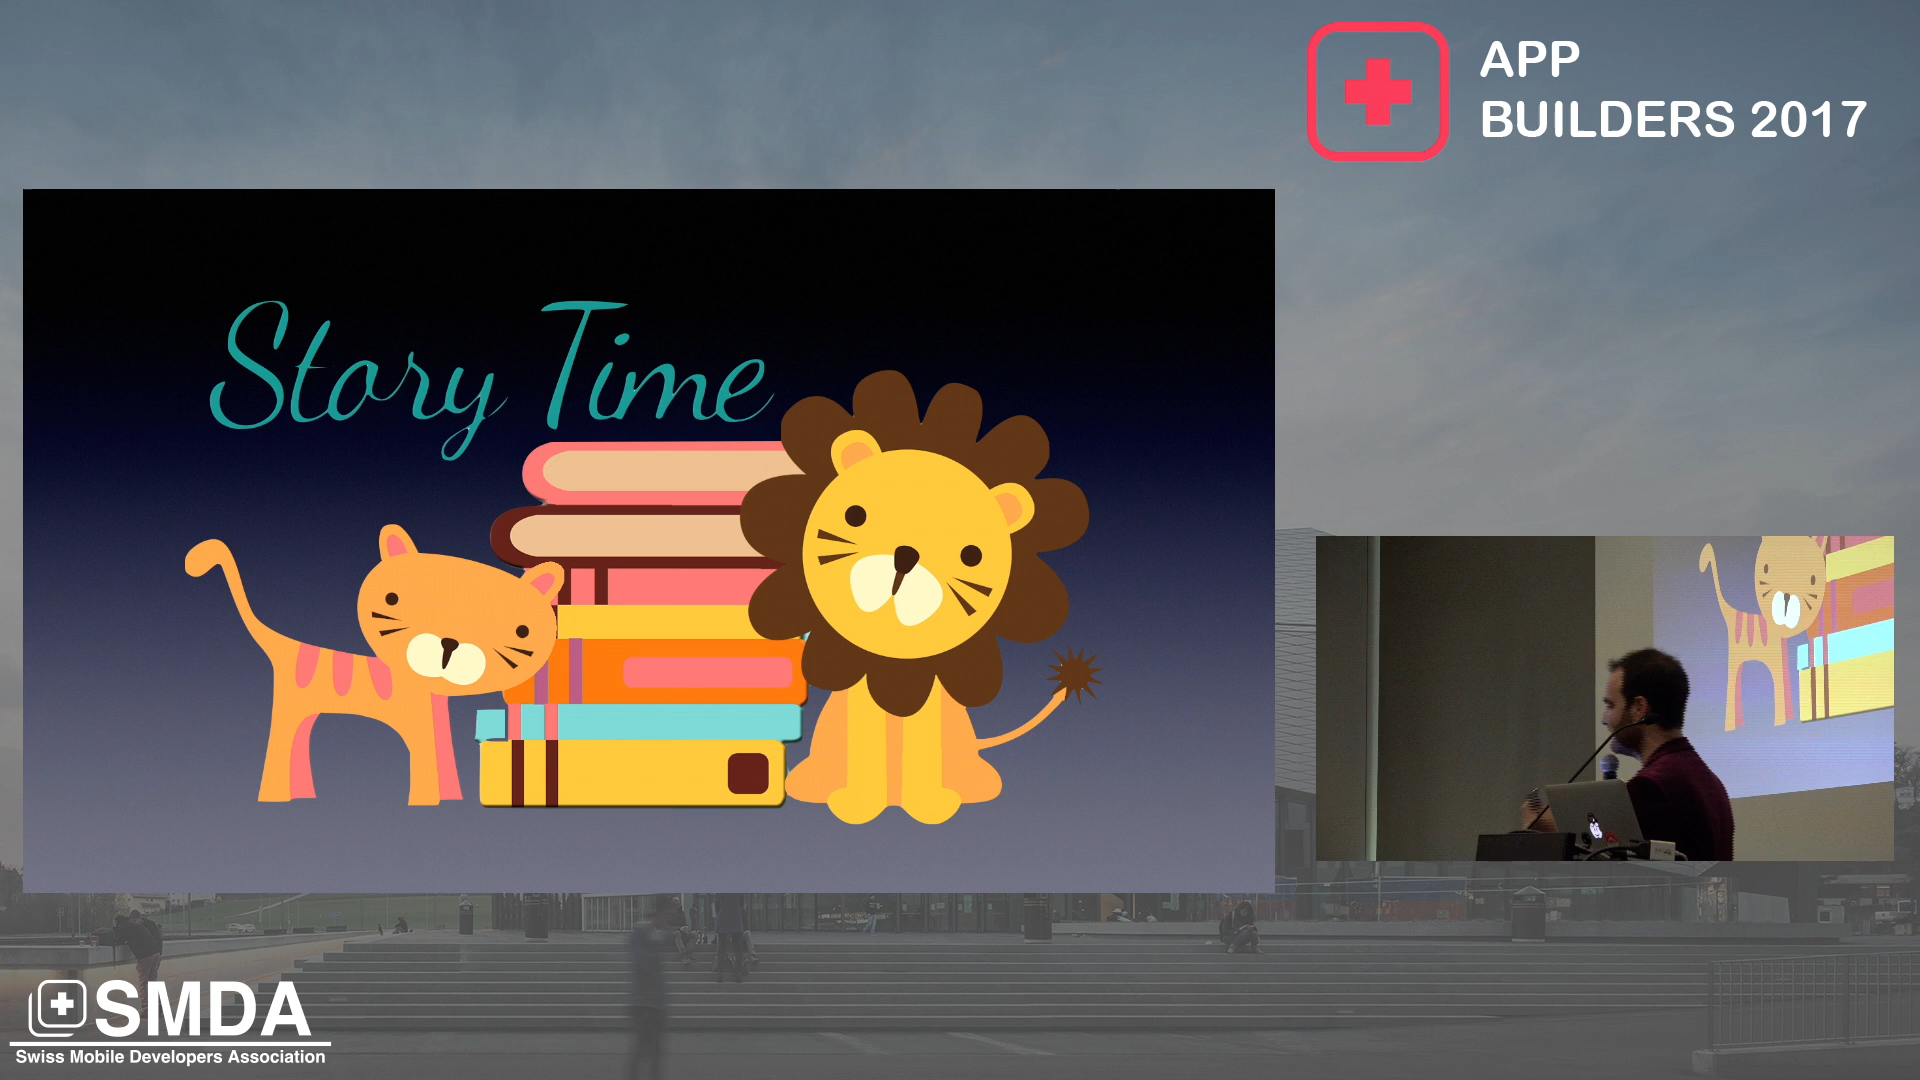 APP
BUILDERS 2017
Story Time
SMDA
Swiss Mobile Developers Association